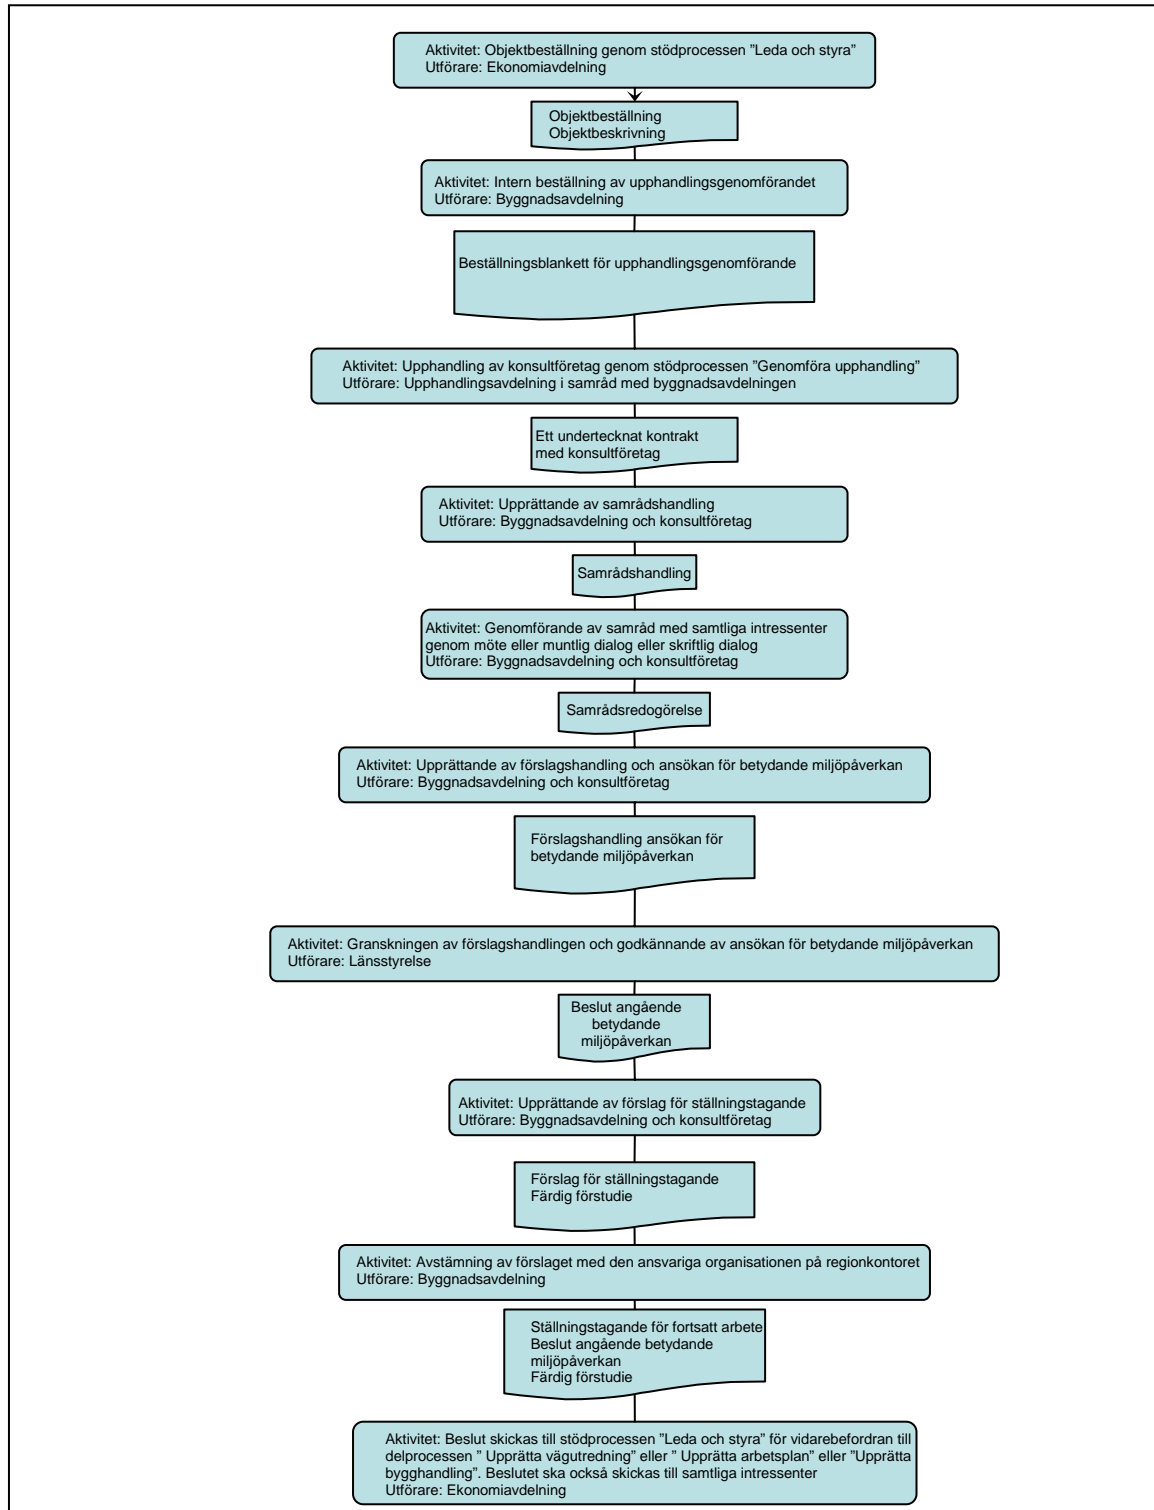 Aktivitet: Objektbeställning genom stödprocessen ”Leda och styra”
Utförare: Ekonomiavdelning
Objektbeställning
Objektbeskrivning
Aktivitet: Intern beställning av upphandlingsgenomförandet
Utförare: Byggnadsavdelning
Beställningsblankett för upphandlingsgenomförande
Aktivitet: Upphandling av konsultföretag genom stödprocessen ”Genomföra upphandling”
Utförare: Upphandlingsavdelning i samråd med byggnadsavdelningen
Ett undertecknat kontrakt
med konsultföretag
Aktivitet: Upprättande av samrådshandling
Utförare: Byggnadsavdelning och konsultföretag
Samrådshandling
Aktivitet: Genomförande av samråd med samtliga intressenter
genom möte eller muntlig dialog eller skriftlig dialog
Utförare: Byggnadsavdelning och konsultföretag
Samrådsredogörelse
Aktivitet: Upprättande av förslagshandling och ansökan för betydande miljöpåverkan
Utförare: Byggnadsavdelning och konsultföretag
Förslagshandling ansökan för
betydande miljöpåverkan
Aktivitet: Granskningen av förslagshandlingen och godkännande av ansökan för betydande miljöpåverkan
Utförare: Länsstyrelse
Beslut angående
betydande
miljöpåverkan
Aktivitet: Upprättande av förslag för ställningstagande
Utförare: Byggnadsavdelning och konsultföretag
Förslag för ställningstagande
Färdig förstudie
Aktivitet: Avstämning av förslaget med den ansvariga organisationen på regionkontoret
Utförare: Byggnadsavdelning
Ställningstagande för fortsatt arbete
Beslut angående betydande
miljöpåverkan
Färdig förstudie
Aktivitet: Beslut skickas till stödprocessen ”Leda och styra” för vidarebefordran till
delprocessen ” Upprätta vägutredning” eller ” Upprätta arbetsplan” eller ”Upprätta
bygghandling”. Beslutet ska också skickas till samtliga intressenter
Utförare: Ekonomiavdelning